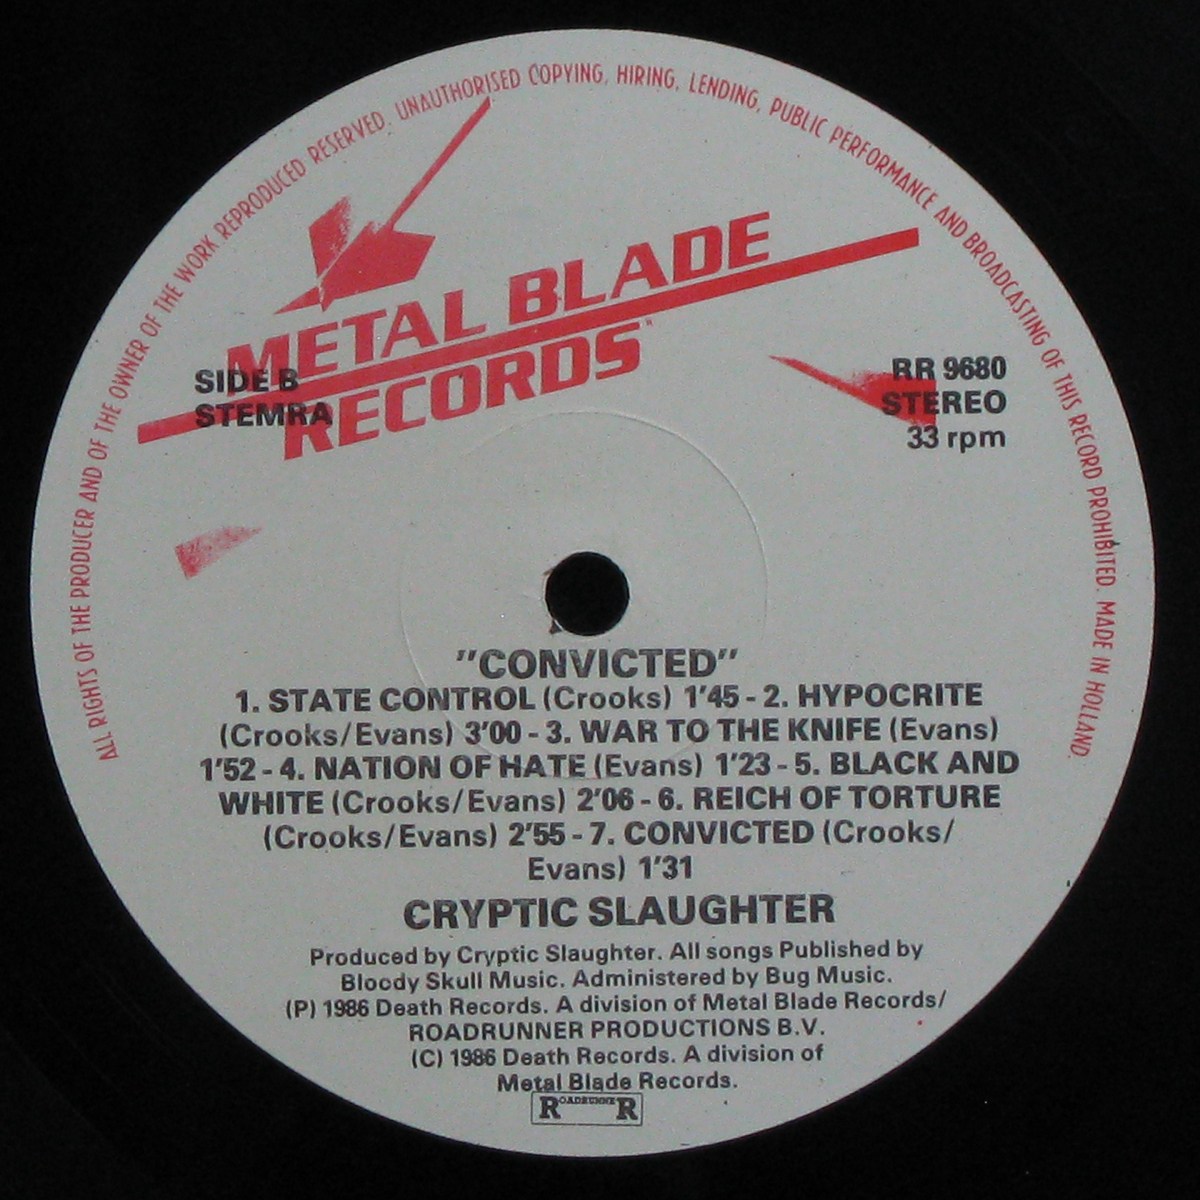 ALL RIGHTS OF THE PRODUCER AND OF THE OWNER OF THE WORK REPRODUCED RESERVED. UNAUTHORISED COPYING, HIRING, LENDING, PUBLIC PERFORMANCE AND BROADCASTING OF THIS RECORD PROHIBITED. MADE IN HOLLAND.
METAL BLADE
RECORDS
SIDE B
STEMRA
RR 9680
STEREO
33 rpm
"CONVICTED"
1. STATE CONTROL (Crooks) 1'45 - 2. HYPOCRITE
(Crooks/Evans) 3'00 - 3. WAR TO THE KNIFE (Evans)
1'52 - 4. NATION OF HATE (Evans) 1'23 - 5. BLACK AND
WHITE (Crooks/Evans) 2'06 - 6. REICH OF TORTURE
(Crooks/Evans) 2'55 - 7. CONVICTED (Crooks/
Evans) 1'31
CRYPTIC SLAUGHTER
Produced by Cryptic Slaughter. All songs Published by
Bloody Skull Music. Administered by Bug Music.
(P) 1986 Death Records. A division of Metal Blade Records/
ROADRUNNER PRODUCTIONS B.V.
(C) 1986 Death Records. A division of
Metal Blade Records.
ROADRUNNER